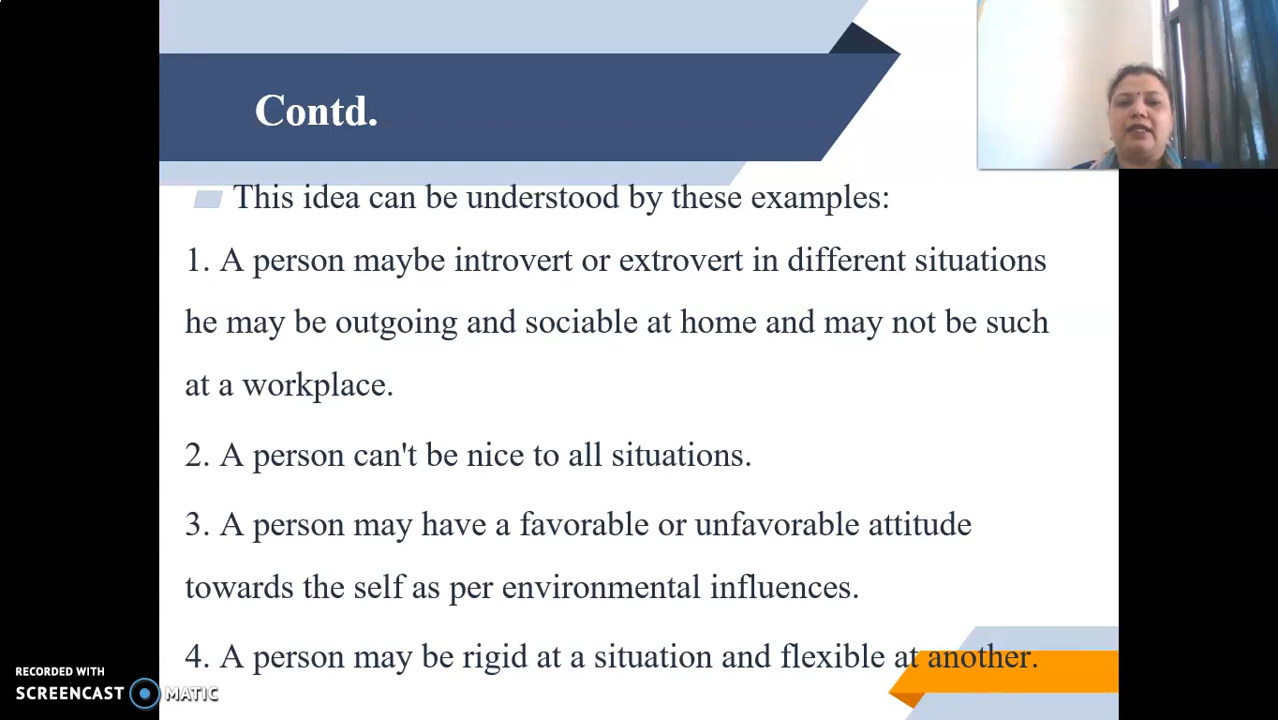 Contd.
This idea can be understood by these examples:
1. A person maybe introvert or extrovert in different situations
he may be outgoing and sociable at home and may not be such
at a workplace.
2. A person can't be nice to all situations.
3. A person may have a favorable or unfavorable attitude
towards the self as per environmental influences.
4. A person may be rigid at a situation and flexible at another.
RECORDED WITH
SCREENCAST MATIC